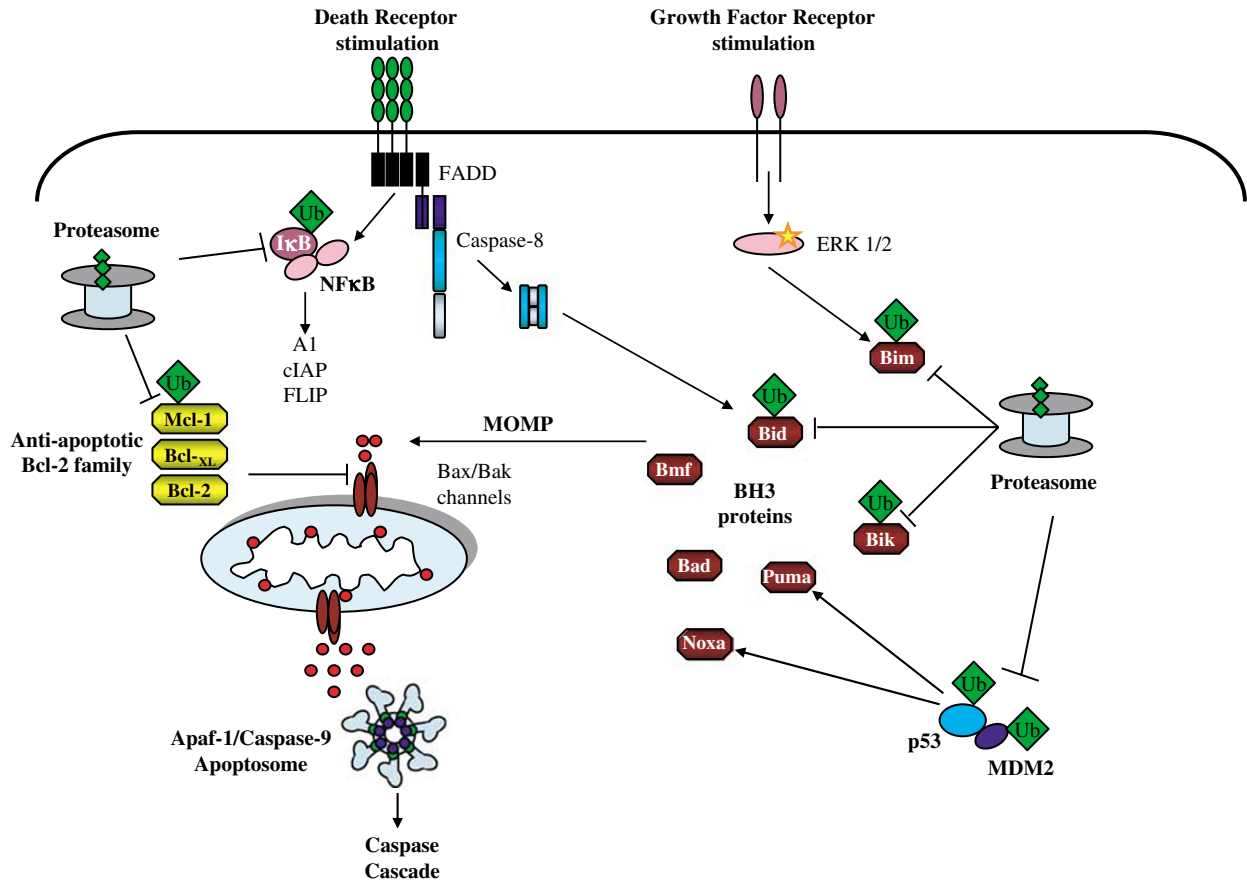 Death Receptor
stimulation
Growth Factor Receptor
stimulation
FADD
Proteasome
Ub
IκB
NFκB
Caspase-8
ERK 1/2
A1
cIAP
FLIP
Ub
Bim
Ub
Mcl-1
Bcl-XL
Bcl-2
Anti-apoptotic
Bcl-2 family
MOMP
Bax/Bak
channels
Ub
Bid
Bmf
BH3
proteins
Proteasome
Ub
Bik
Bad
Puma
Noxa
Ub
p53
Ub
MDM2
Apaf-1/Caspase-9
Apoptosome
Caspase
Cascade